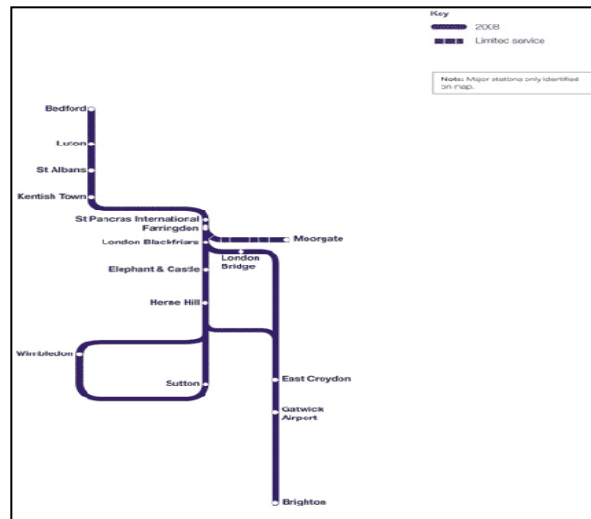 Key
2008
Limited service
Note: Major stations only identified
on map.
Bedford
Luton
St Albans
Kentish Town
St Pancras International
Farringdon
London Blackfriars
Moorgate
London
Bridge
Elephant & Castle
Herne Hill
Wimbledon
Sutton
East Croydon
Gatwick
Airport
Brighton